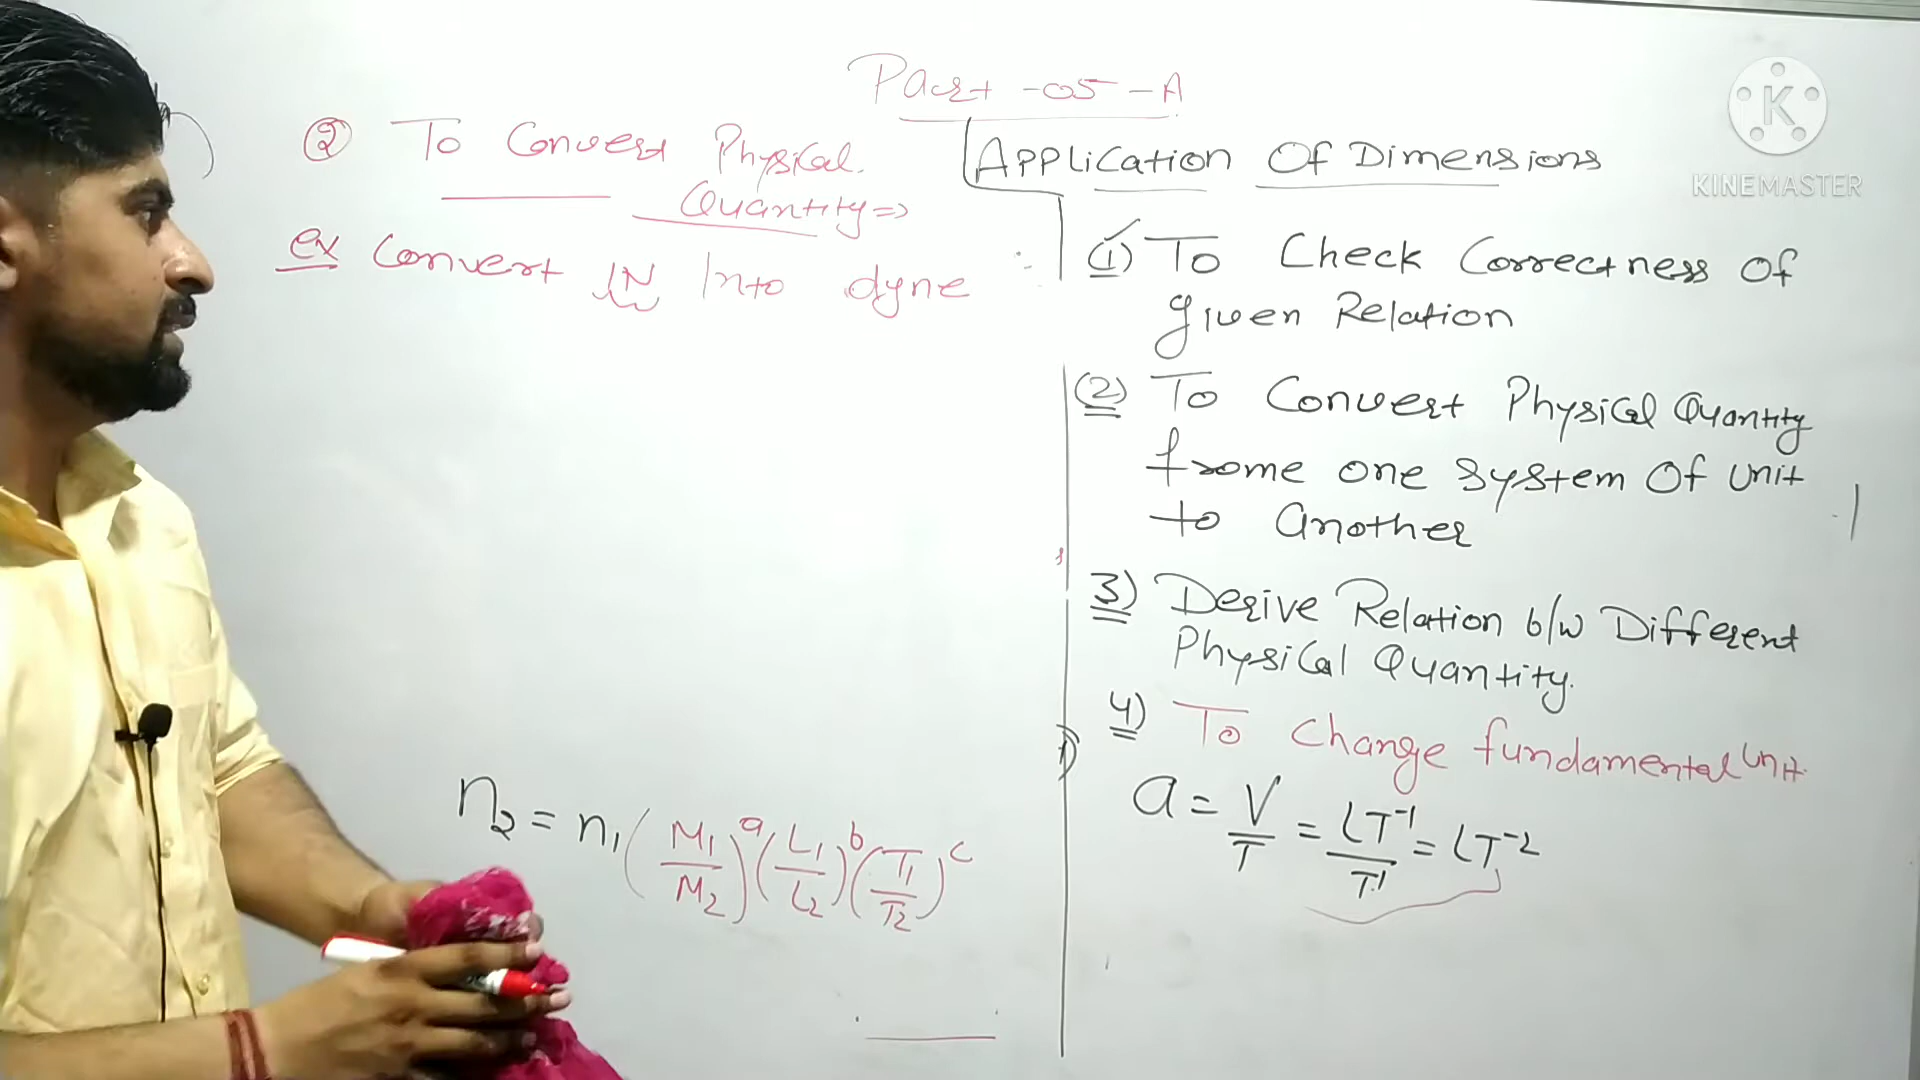 Part -05-A
② To Convert Physical
Quantity ⇒
ex Convert 1N Into dyne
n₂ = n₁ (M₁/M₂)ᵃ (L₁/L₂)ᵇ (T₁/T₂)ᶜ
Application Of Dimensions
(1) To Check Correctness Of
given Relation
(2) To Convert Physical Quantity
frome one system Of Unit
to another
3) Derive Relation b/w Different
Physical Quantity.
4) To Change fundamental Unit.
a = V/T = LT⁻¹/T¹ = LT⁻²
K
KINEMASTER